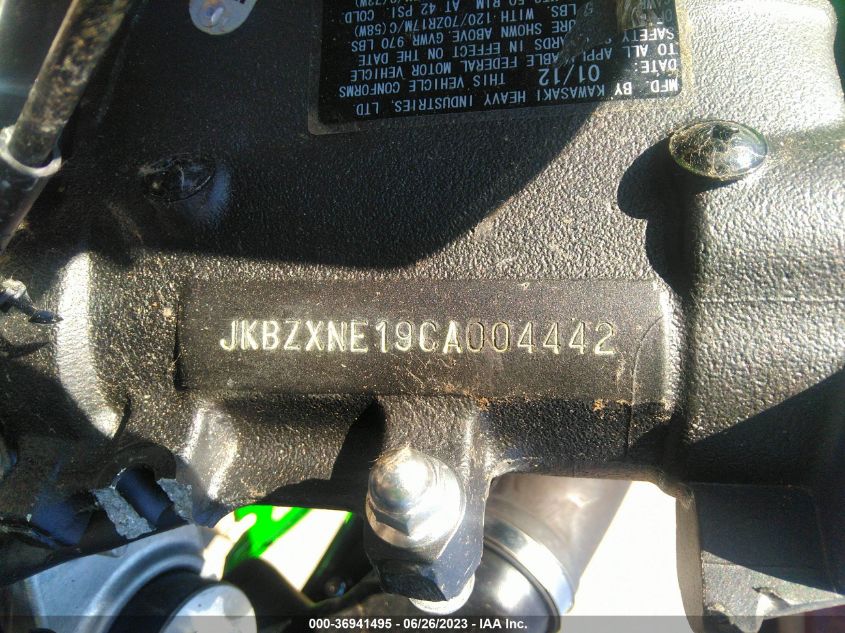 MFD. BY KAWASAKI HEAVY INDUSTRIES, LTD
DATE: 01/12 THIS VEHICLE CONFORMS
TO ALL APPLICABLE FEDERAL MOTOR VEHICLE
SAFETY IN EFFECT ON THE DATE
SHOWN ABOVE. GVWR 970 LBS.
LBS. WITH 120/70ZR17M/C(58W)
RIM AT 42 PSI COLD.
JKBZXNE19CA004442
000-36941495 - 06/26/2023 - IAA Inc.